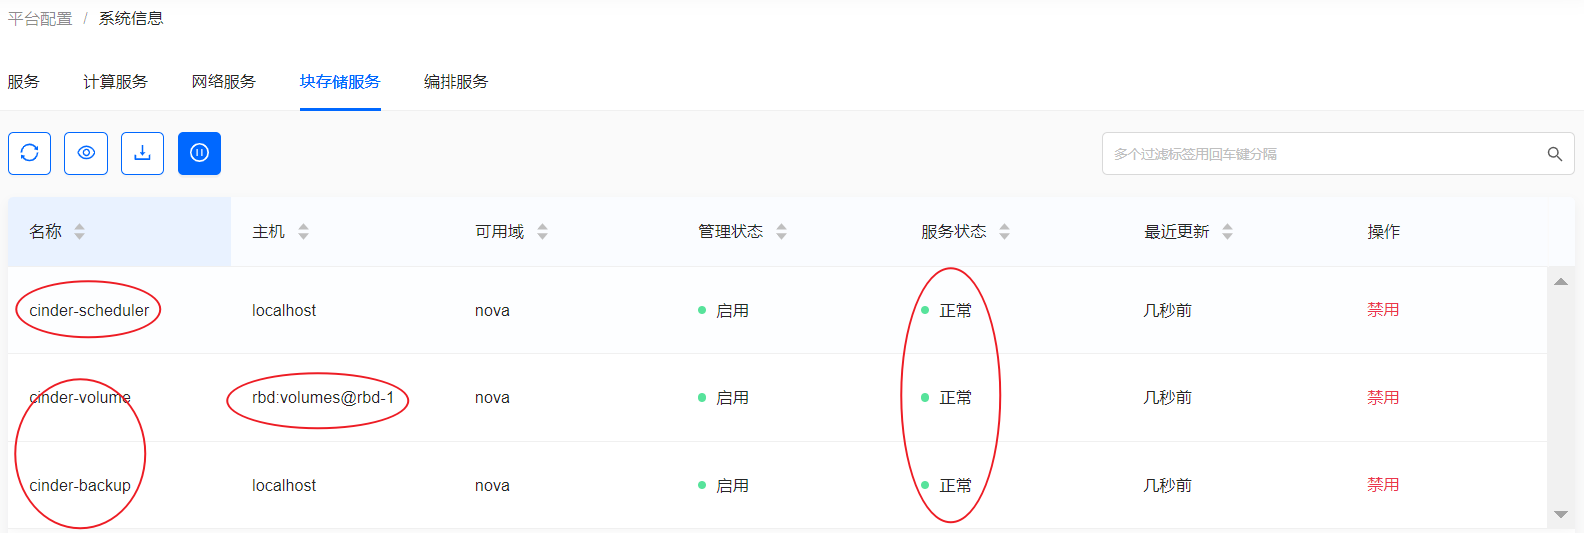 平台配置 / 系统信息
服务 计算服务 网络服务 块存储服务 编排服务
多个过滤标签用回车键分隔
名称 主机 可用域 管理状态 服务状态 最近更新 操作
cinder-scheduler localhost nova 启用 正常 几秒前 禁用
cinder-volume rbd:volumes@rbd-1 nova 启用 正常 几秒前 禁用
cinder-backup localhost nova 启用 正常 几秒前 禁用